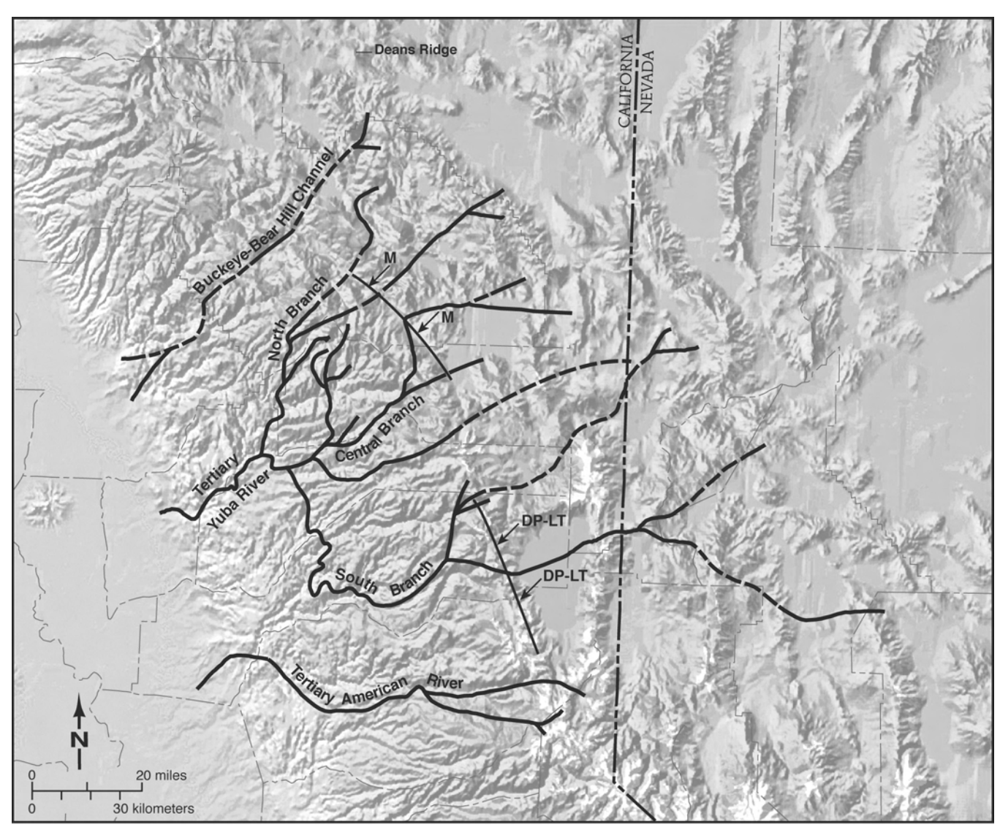 Deans Ridge
CALIFORNIA
NEVADA
Buckeye-Bear Hill Channel
M
North Branch
M
Central Branch
Tertiary
Yuba River
DP-LT
DP-LT
South Branch
Tertiary American River
N
0 20 miles
0 30 kilometers